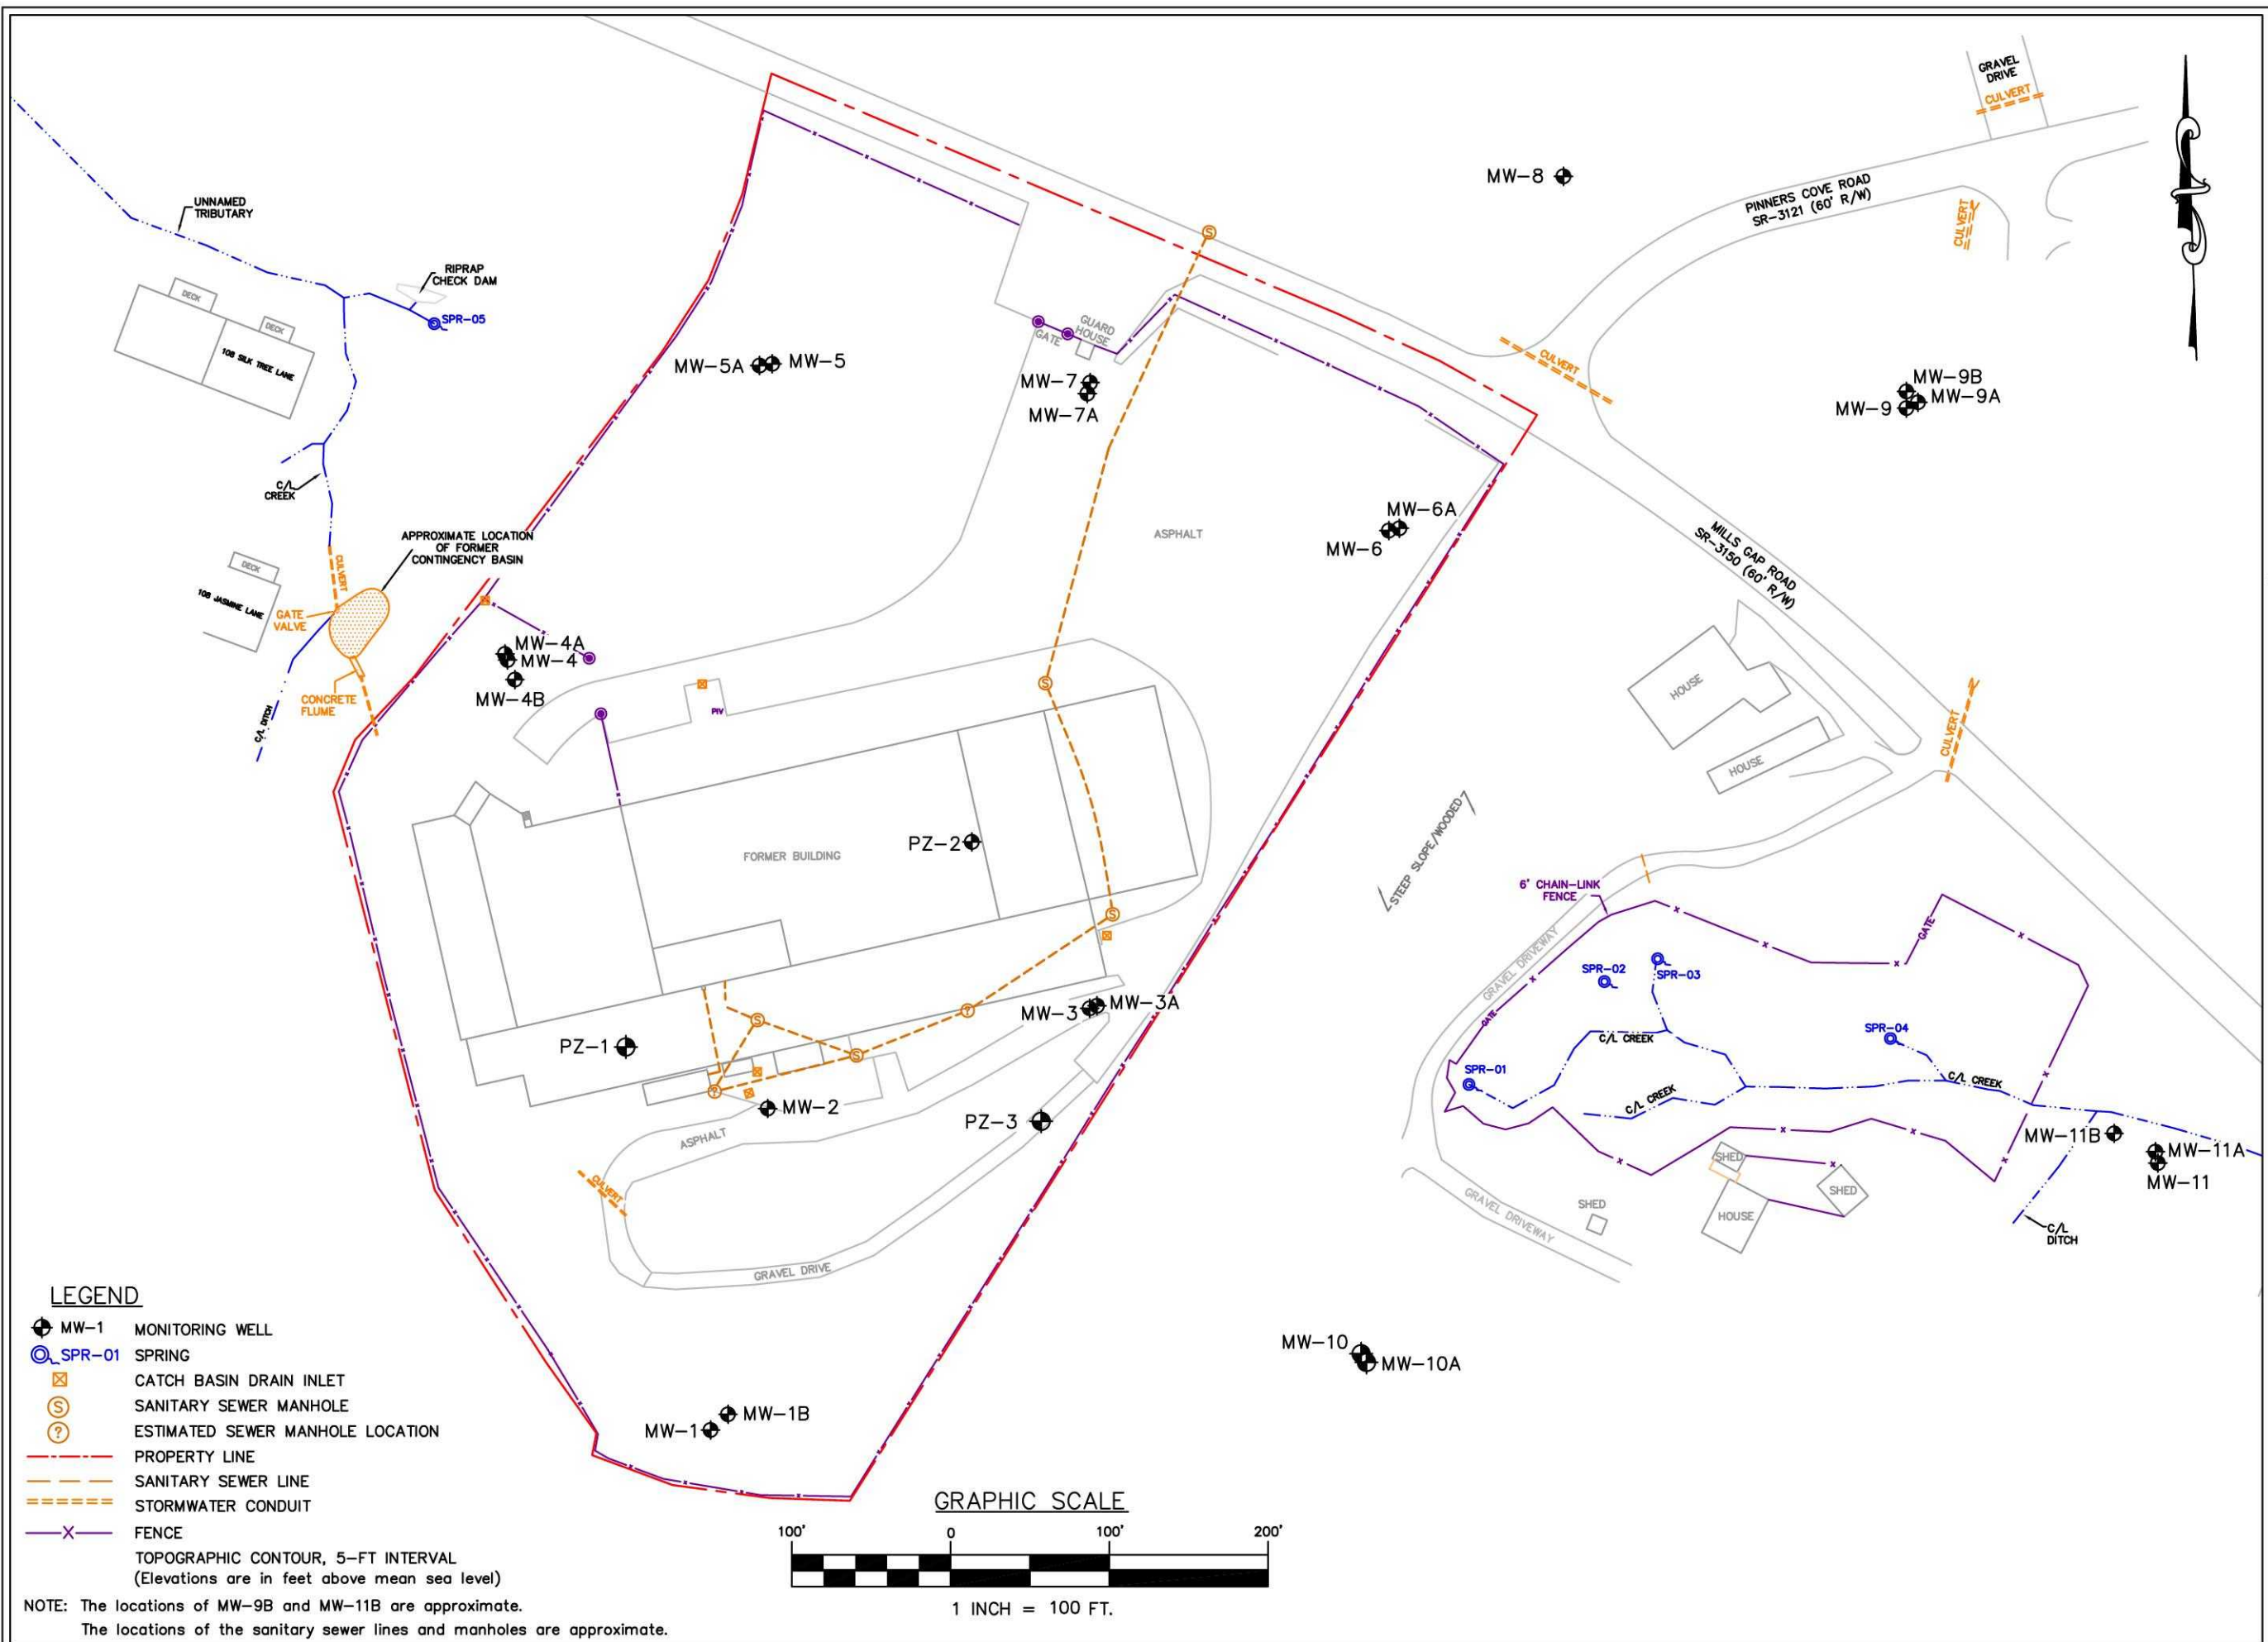 GRAVEL
DRIVE
CULVERT
MW-8
PINNERS COVE ROAD
SR-3121 (60' R/W)
CULVERT
UNNAMED
TRIBUTARY
RIPRAP
CHECK DAM
DECK
DECK
SPR-05
108 SILK TREE LANE
GATE
GUARD
HOUSE
CULVERT
MW-5A
MW-5
MW-7
MW-7A
MW-9B
MW-9A
MW-9
C/L
CREEK
APPROXIMATE LOCATION
OF FORMER
CONTINGENCY BASIN
CULVERT
ASPHALT
MW-6A
MW-6
MILLS GAP ROAD
SR-3150 (60' R/W)
DECK
108 JASMINE LANE
GATE
VALVE
MW-4A
MW-4
MW-4B
CONCRETE
FLUME
C/L DITCH
PIV
HOUSE
HOUSE
CULVERT
PZ-2
FORMER BUILDING
STEEP SLOPE/WOODED
6' CHAIN-LINK
FENCE
GATE
GRAVEL DRIVEWAY
SPR-02
SPR-03
GATE
MW-3
MW-3A
C/L CREEK
SPR-04
PZ-1
SPR-01
C/L CREEK
C/L CREEK
MW-2
PZ-3
ASPHALT
MW-11B
MW-11A
MW-11
SHED
SHED
CULVERT
GRAVEL DRIVEWAY
SHED
HOUSE
C/L
DITCH
GRAVEL DRIVE
MW-10
MW-10A
MW-1B
MW-1
LEGEND
MW-1 MONITORING WELL
SPR-01 SPRING
CATCH BASIN DRAIN INLET
S SANITARY SEWER MANHOLE
? ESTIMATED SEWER MANHOLE LOCATION
PROPERTY LINE
SANITARY SEWER LINE
STORMWATER CONDUIT
X FENCE
TOPOGRAPHIC CONTOUR, 5-FT INTERVAL
(Elevations are in feet above mean sea level)
NOTE: The locations of MW-9B and MW-11B are approximate.
The locations of the sanitary sewer lines and manholes are approximate.
GRAPHIC SCALE
100' 0 100' 200'
1 INCH = 100 FT.